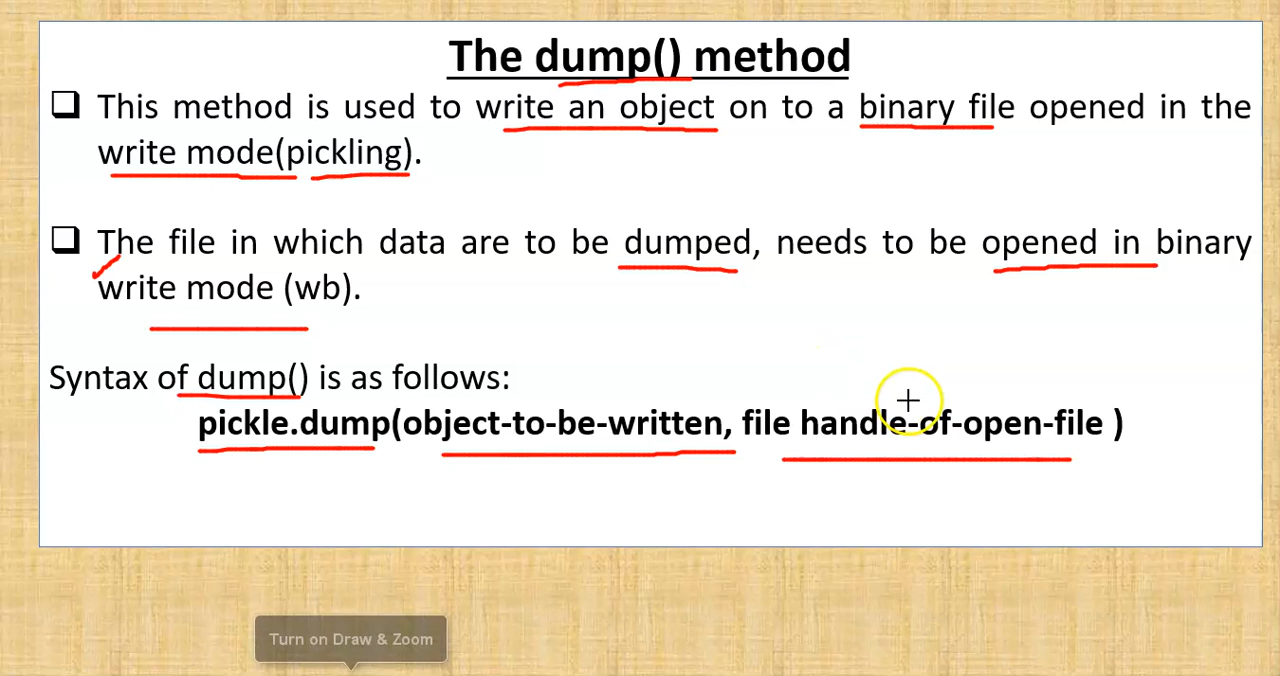 The dump() method
❑ This method is used to write an object on to a binary file opened in the
write mode(pickling).
❑ The file in which data are to be dumped, needs to be opened in binary
write mode (wb).
Syntax of dump() is as follows:
pickle.dump(object-to-be-written, file handle-of-open-file )
Turn on Draw & Zoom